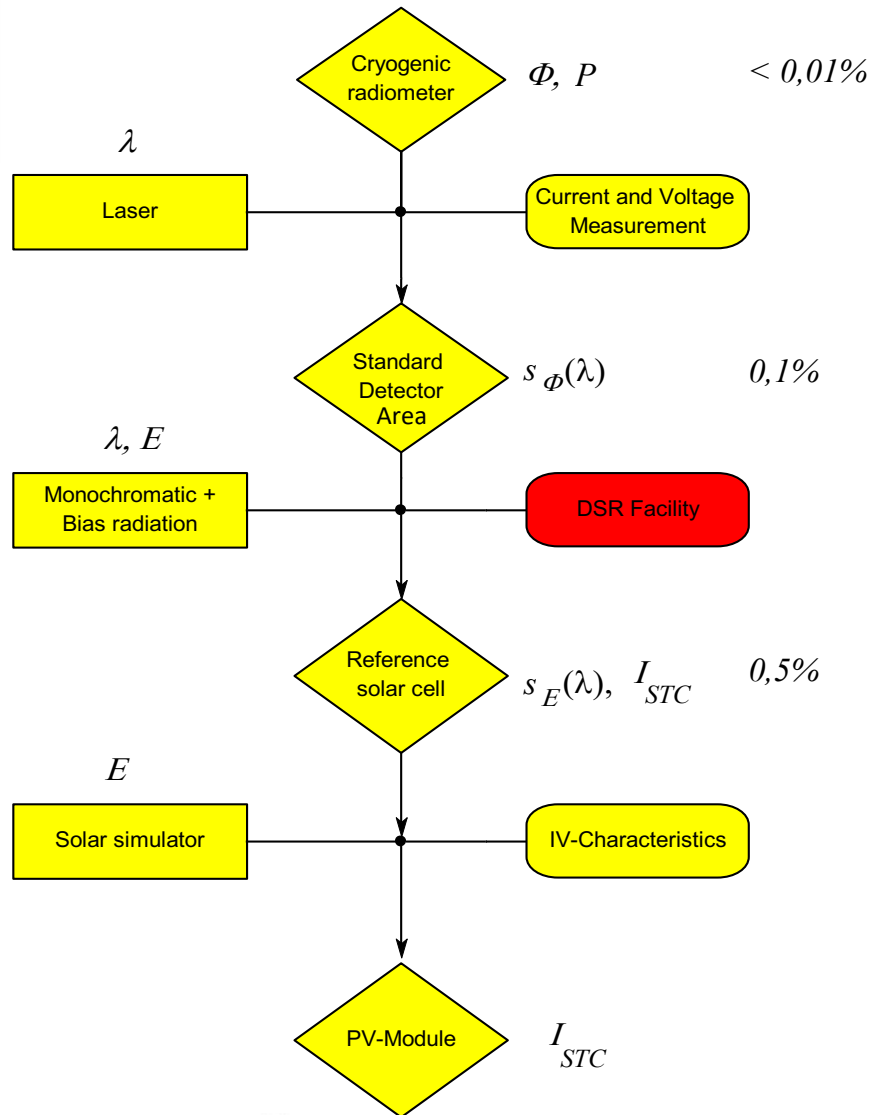 Cryogenic
radiometer
Φ, P
< 0,01%
λ
Laser
Current and Voltage
Measurement
Standard
Detector
Area
s Φ(λ)
0,1%
λ, E
Monochromatic +
Bias radiation
DSR Facility
Reference
solar cell
s E(λ), I STC
0,5%
E
Solar simulator
IV-Characteristics
PV-Module
I STC